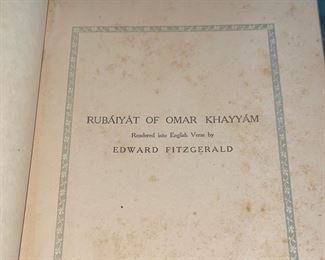 RUBÁIYÁT OF OMAR KHAYYÁM
Rendered into English Verse by
EDWARD FITZGERALD